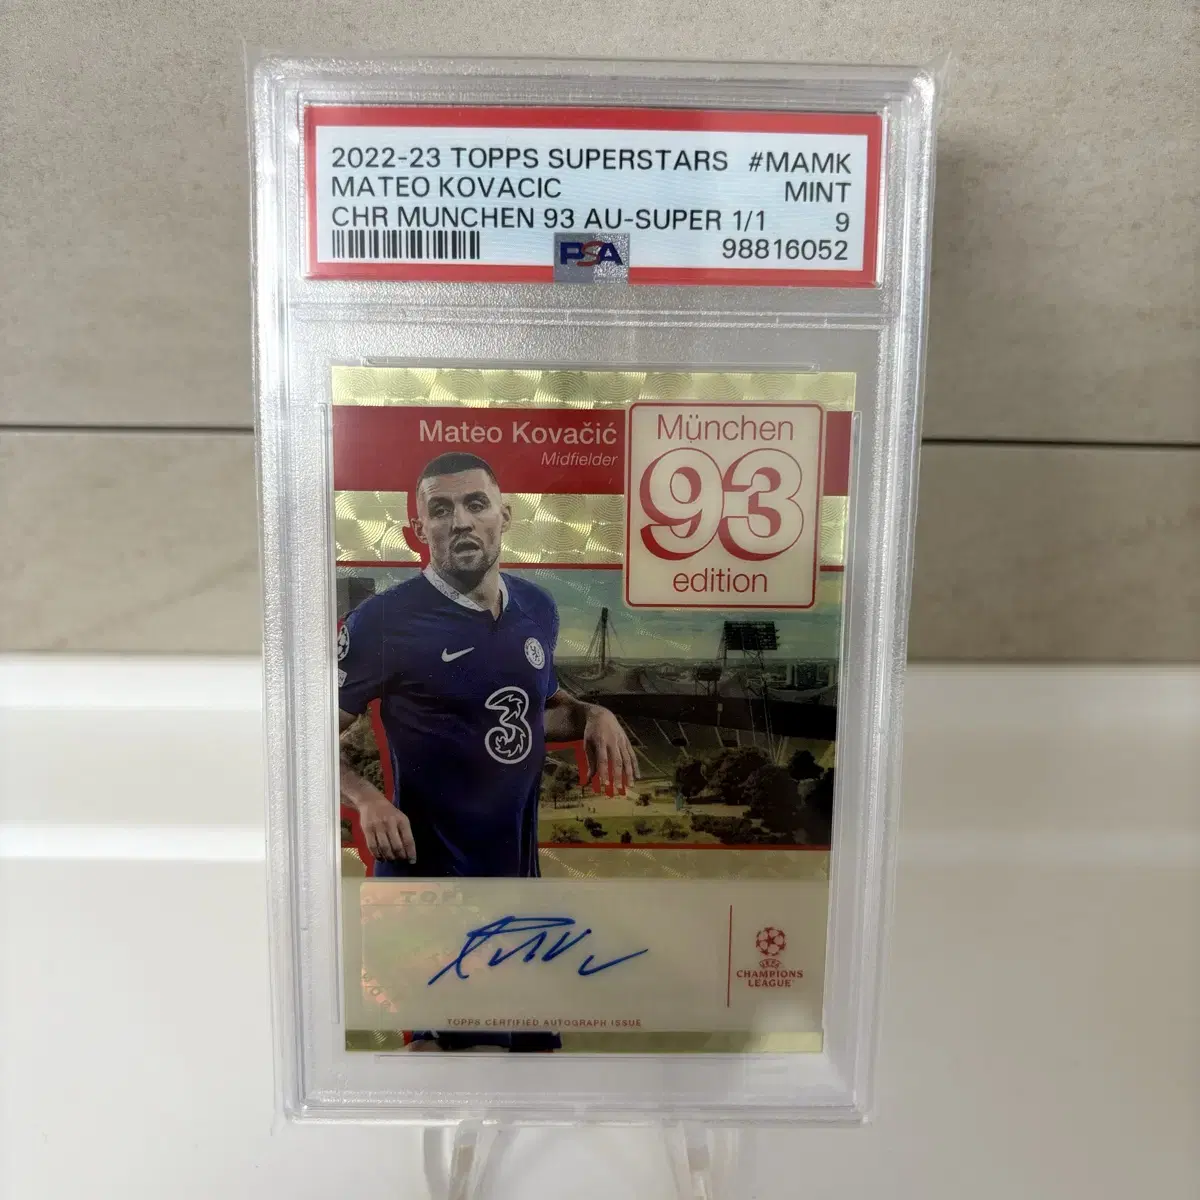 2022-23 TOPPS SUPERSTARS #MAMK
MATEO KOVACIC MINT
CHR MUNCHEN 93 AU-SUPER 1/1 9
PSA 98816052
Mateo Kovačić
Midfielder
München
93
edition
3
TOPPS CERTIFIED AUTOGRAPH ISSUE
UEFA
CHAMPIONS
LEAGUE